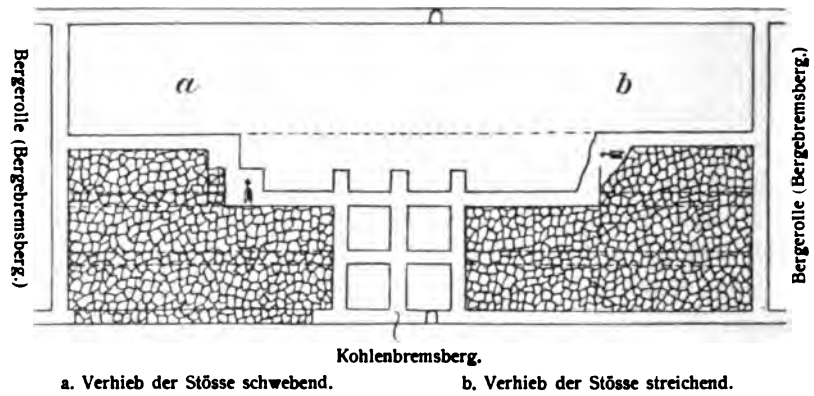 Bergerolle (Bergebremsberg.)
a
b
Bergerolle (Bergebremsberg.)
Kohlenbremsberg.
a. Verhieb der Stösse schwebend.
b. Verhieb der Stösse streichend.